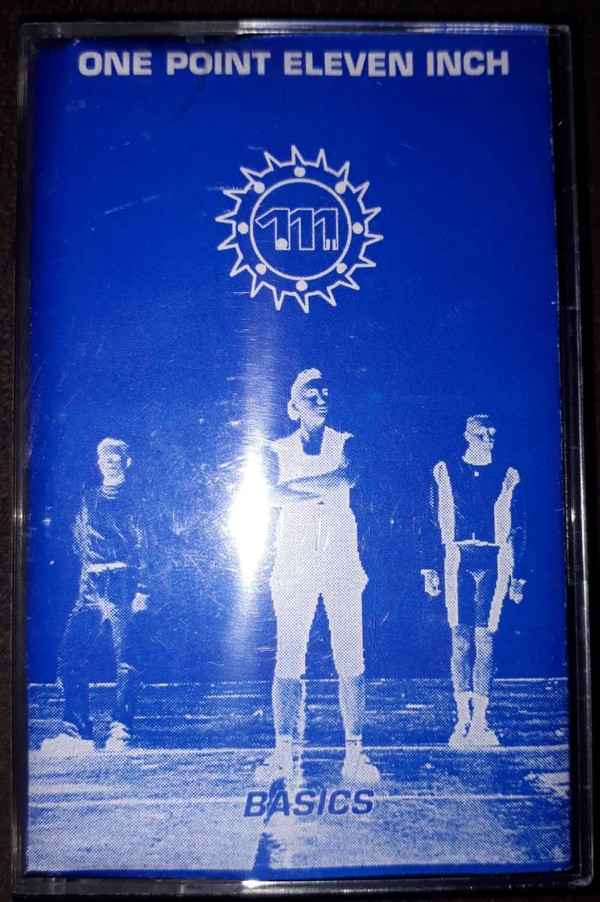 ONE POINT ELEVEN INCH
1.11"
BASICS